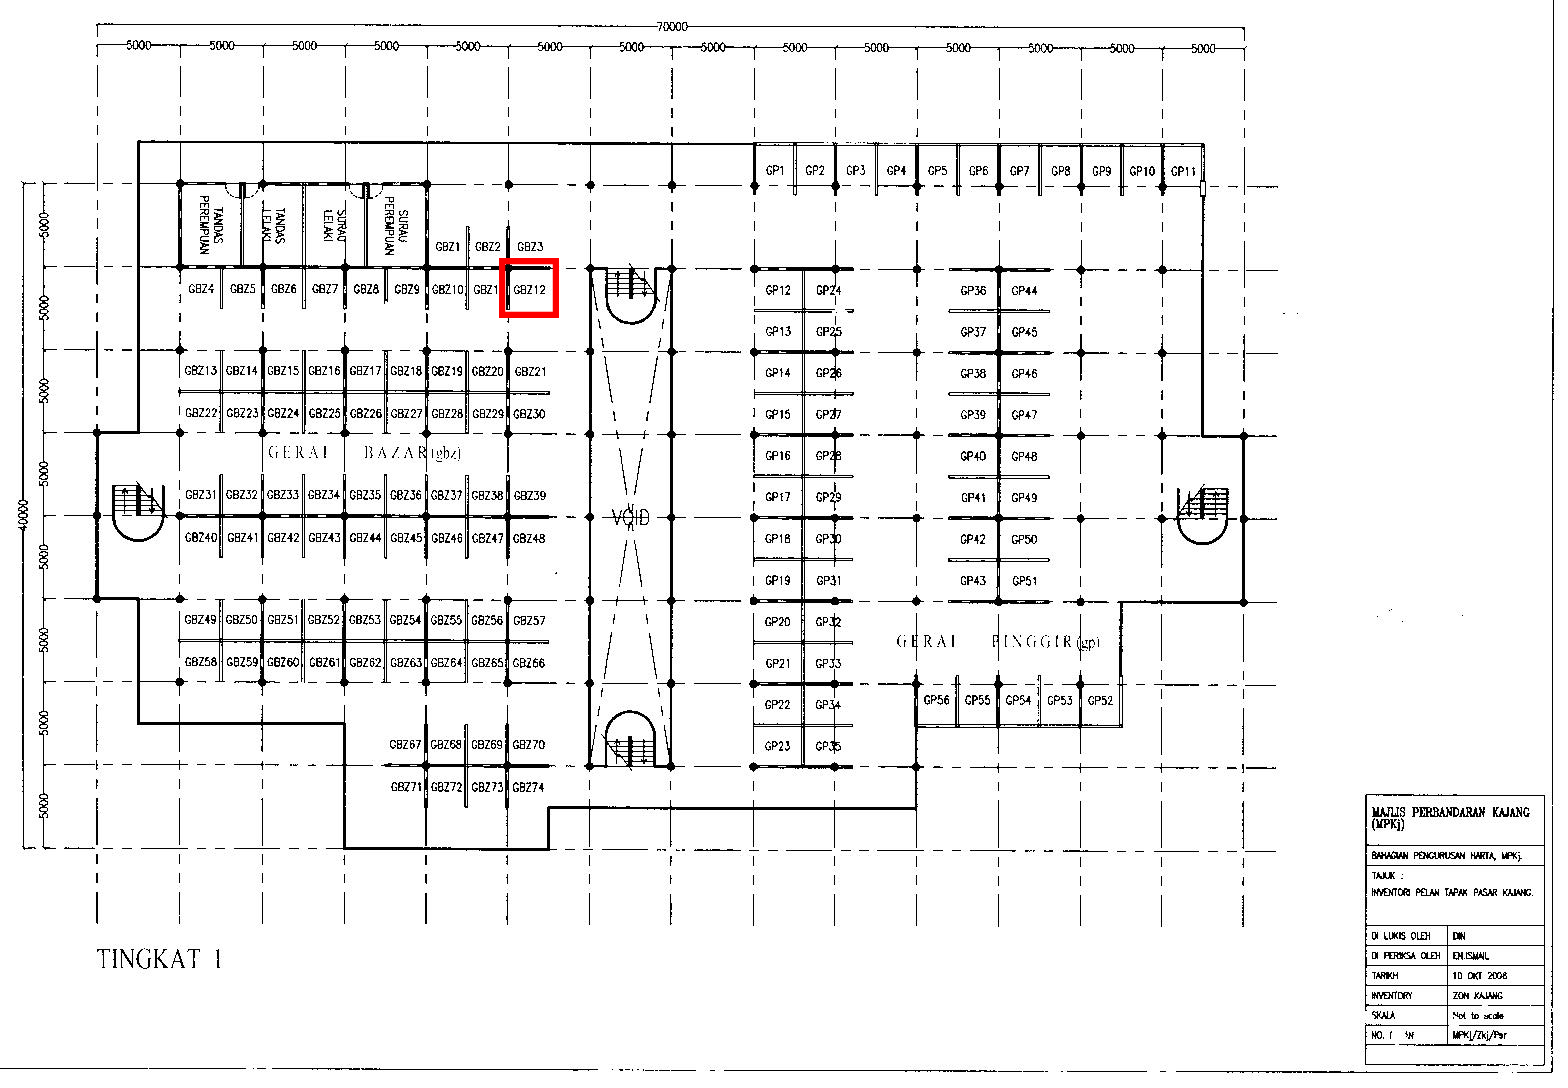 70000
5000 5000 5000 5000 5000 5000 5000 5000 5000 5000 5000 5000 5000 5000
GP1 GP2 GP3 GP4 GP5 GP6 GP7 GP8 GP9 GP10 GP11
TANDAS PEREMPUAN
TANDAS LELAKI
SURAU LELAKI
SURAU PEREMPUAN
GBZ1 GBZ2 GBZ3
GBZ4 GBZ5 GBZ6 GBZ7 GBZ8 GBZ9 GBZ10 GBZ1 GBZ12
GBZ13 GBZ14 GBZ15 GBZ16 GBZ17 GBZ18 GBZ19 GBZ20 GBZ21
GBZ22 GBZ23 GBZ24 GBZ25 GBZ26 GBZ27 GBZ28 GBZ29 GBZ30
GERAI BAZAR(gbz)
GBZ31 GBZ32 GBZ33 GBZ34 GBZ35 GBZ36 GBZ37 GBZ38 GBZ39
GBZ40 GBZ41 GBZ42 GBZ43 GBZ44 GBZ45 GBZ46 GBZ47 GBZ48
GBZ49 GBZ50 GBZ51 GBZ52 GBZ53 GBZ54 GBZ55 GBZ56 GBZ57
GBZ58 GBZ59 GBZ60 GBZ61 GBZ62 GBZ63 GBZ64 GBZ65 GBZ66
GBZ67 GBZ68 GBZ69 GBZ70
GBZ71 GBZ72 GBZ73 GBZ74
40000
5000 5000 5000 5000 5000 5000 5000 5000
VOID
GP12 GP24 GP36 GP44
GP13 GP25 GP37 GP45
GP14 GP26 GP38 GP46
GP15 GP27 GP39 GP47
GP16 GP28 GP40 GP48
GP17 GP29 GP41 GP49
GP18 GP30 GP42 GP50
GP19 GP31 GP43 GP51
GP20 GP32
GERAI PINGGIR(gp)
GP21 GP33
GP22 GP34
GP23 GP35
GP56 GP55 GP54 GP53 GP52
TINGKAT 1
MAJLIS PERBANDARAN KAJANG
(MPKj)
BAHAGIAN PENGURUSAN HARTA, MPKj.
TAJUK :
INVENTORI PELAN TAPAK PASAR KAJANG.
DI LUKIS OLEH DIN
DI PERIKSA OLEH EN.ISMAIL
TARIKH 10 OKT 2008
INVENTORY ZON KAJANG
SKALA Not to scale
NO. MPKj/Zkj/Psr